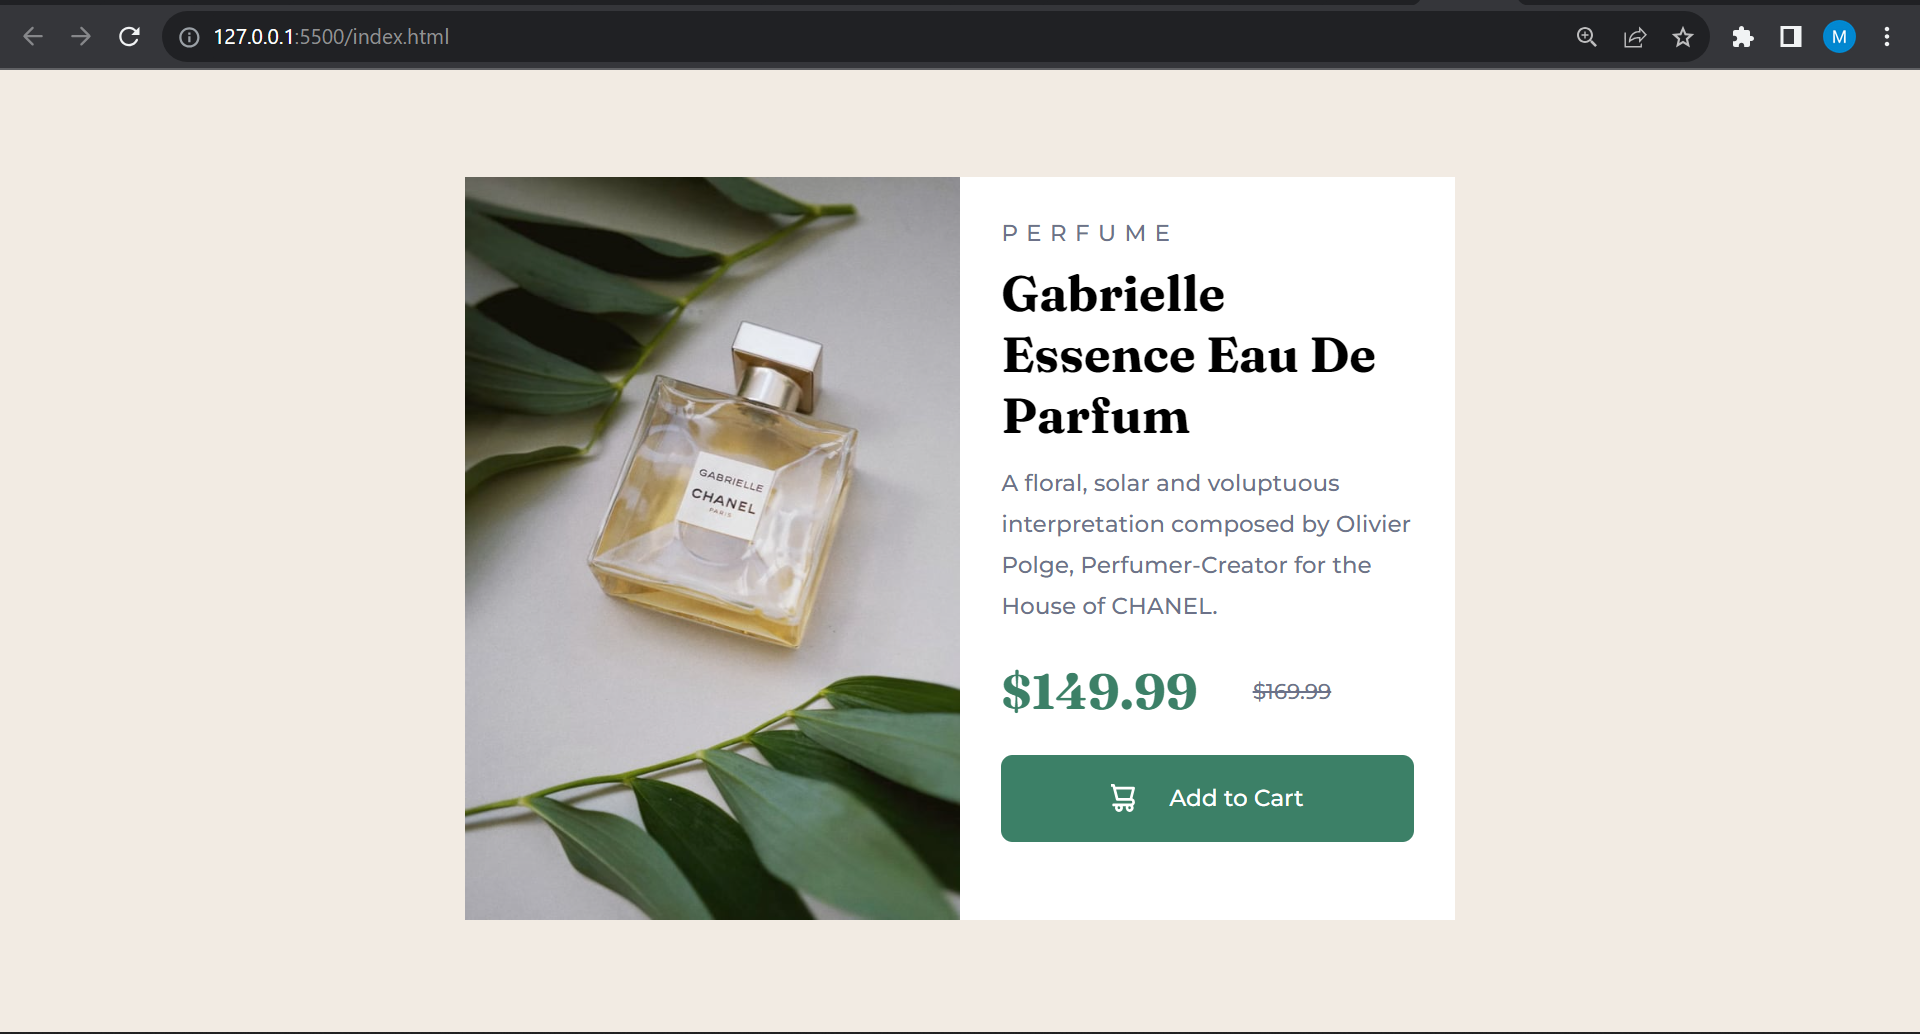 127.0.0.1:5500/index.html
M
GABRIELLE
CHANEL
PARIS
PERFUME
Gabrielle
Essence Eau De
Parfum
A floral, solar and voluptuous
interpretation composed by Olivier
Polge, Perfumer-Creator for the
House of CHANEL.
$149.99 $169.99
Add to Cart